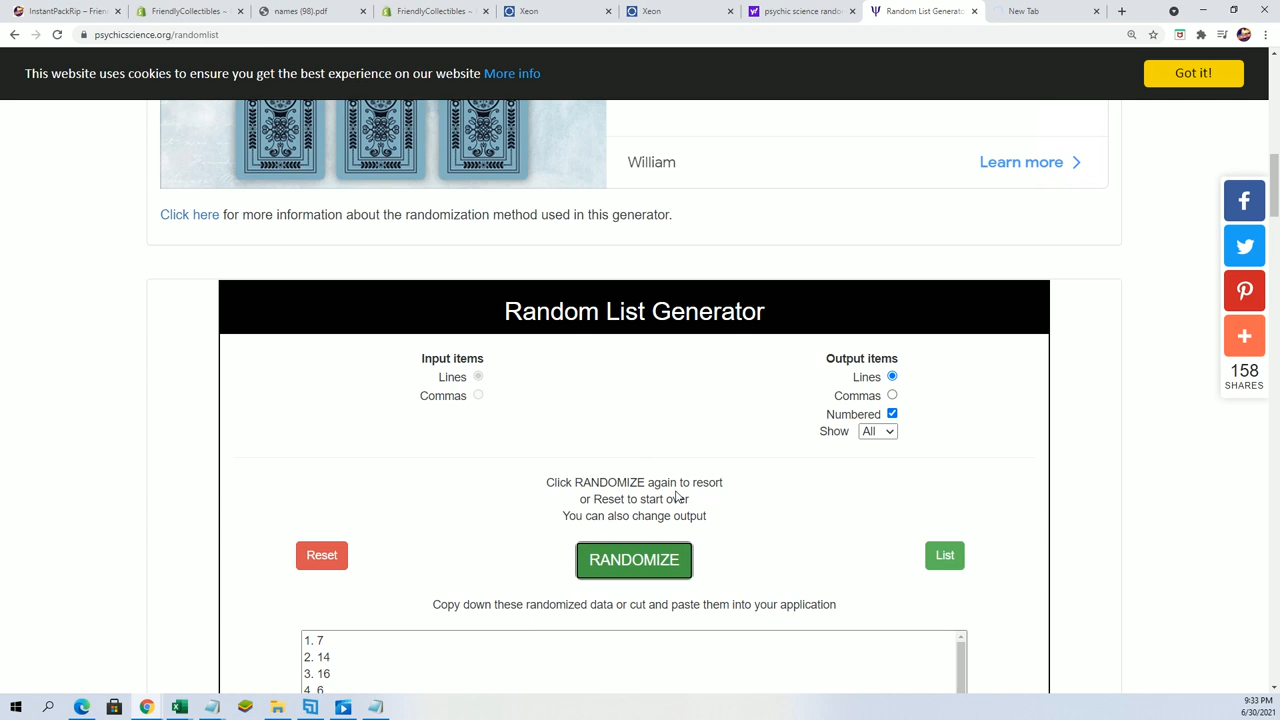 InstantPackRip – Frien
FriendlyCollectibles –
names (98).pdf
FriendlyCollectibles –
Xeon
Xeon
psychic science rando
Random List Generato
New Tab
psychicscience.org/randomlist
This website uses cookies to ensure you get the best experience on our website More info
Got it!
William
Learn more
Click here for more information about the randomization method used in this generator.
158
SHARES
Random List Generator
Input items
Lines
Commas
Output items
Lines
Commas
Numbered
Show All
Click RANDOMIZE again to resort
or Reset to start over
You can also change output
Reset
RANDOMIZE
List
Copy down these randomized data or cut and paste them into your application
1. 7
2. 14
3. 16
4. 6
9:33 PM
6/30/2021